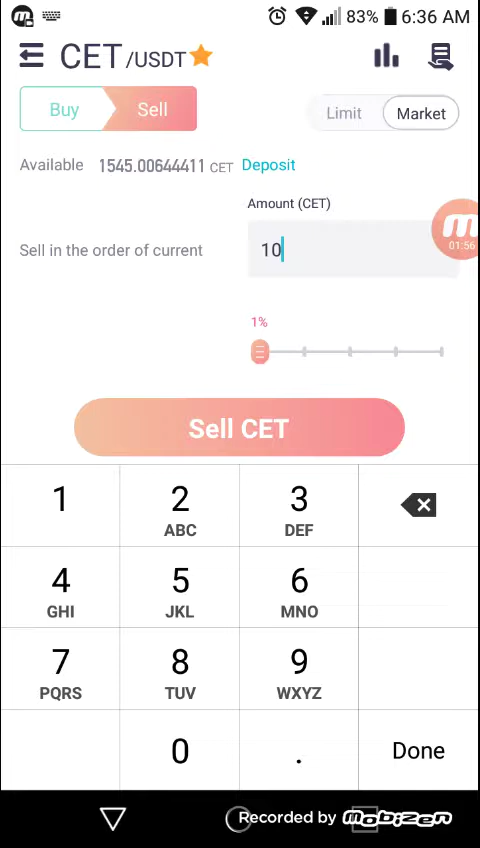 83% 6:36 AM
CET /USDT
Buy Sell Limit Market
Available 1545.00644411 CET Deposit
Amount (CET)
Sell in the order of current 10
01:56
1%
Sell CET
1 2 3
ABC DEF
4 5 6
GHI JKL MNO
7 8 9
PQRS TUV WXYZ
0 . Done
Recorded by MOBIZEN